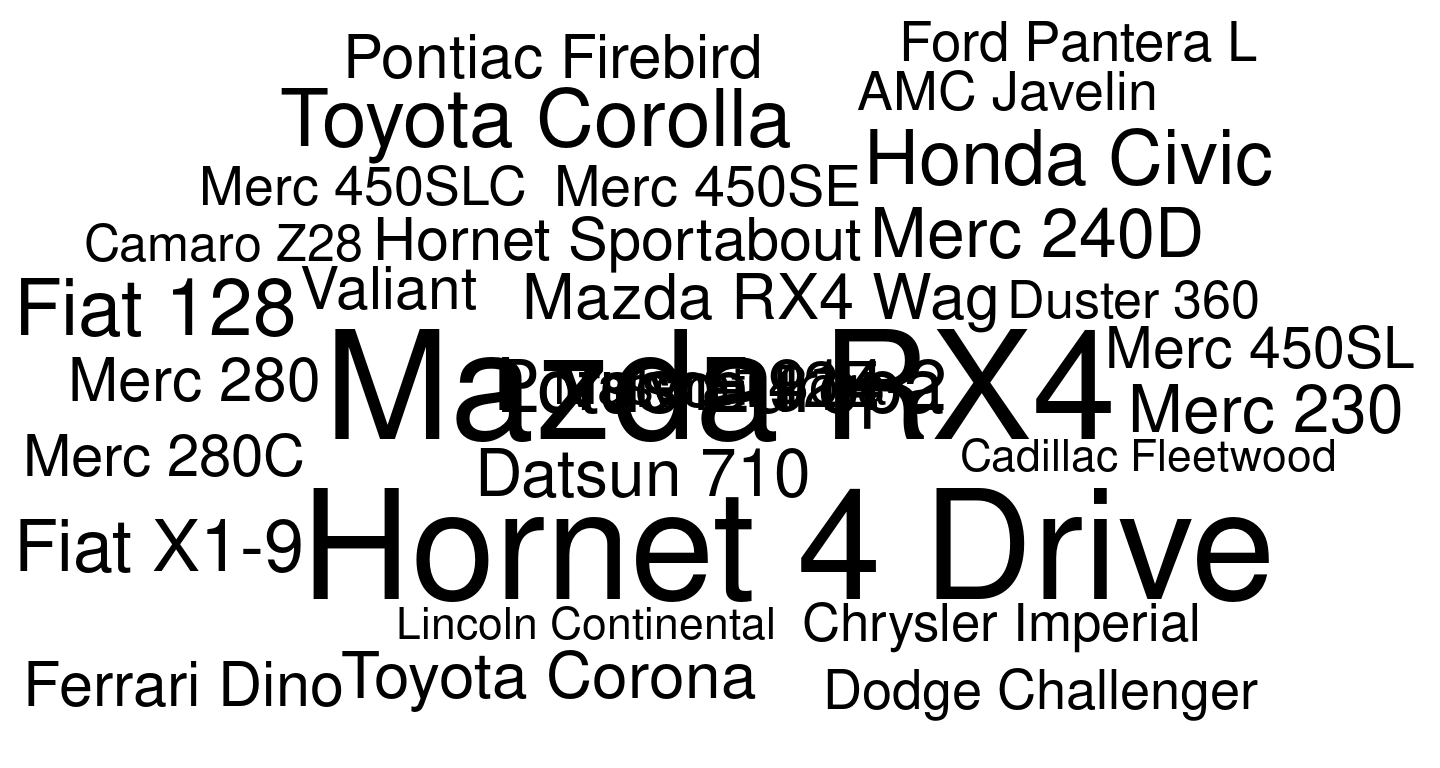 Ford Pantera L
Pontiac Firebird
AMC Javelin
Toyota Corolla
Honda Civic
Merc 450SLC
Merc 450SE
Merc 240D
Camaro Z28
Hornet Sportabout
Valiant
Mazda RX4 Wag
Duster 360
Fiat 128
Merc 450SL
Merc 280
Mazda RX4
Merc 230
Merc 280C
Cadillac Fleetwood
Datsun 710
Fiat X1-9
Hornet 4 Drive
Lincoln Continental
Chrysler Imperial
Ferrari Dino
Toyota Corona
Dodge Challenger